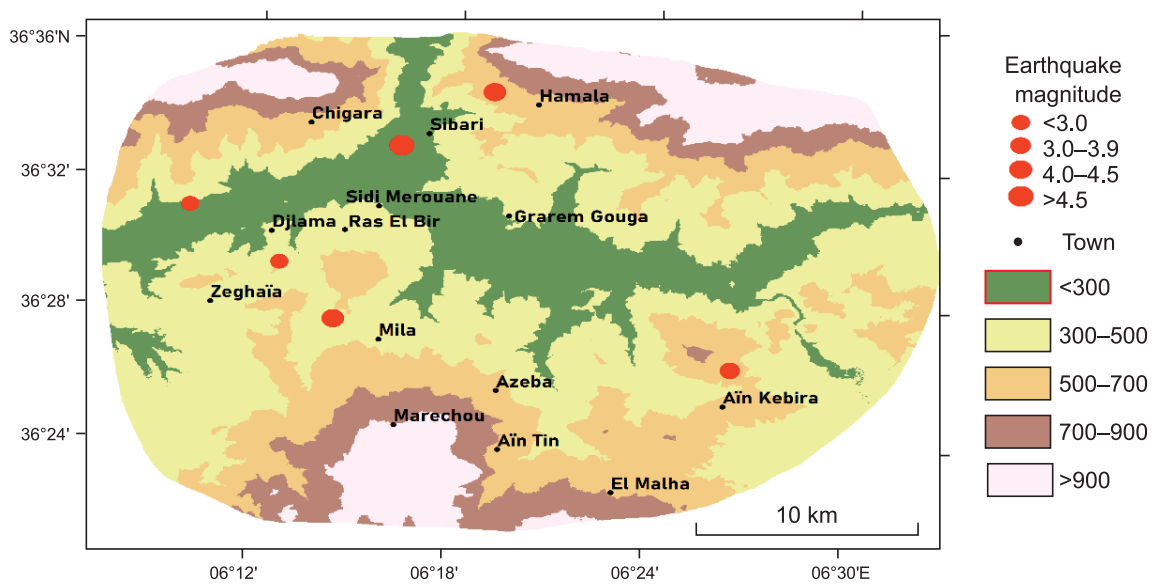 36°36'N
36°32'
36°28'
36°24'
06°12'
06°18'
06°24'
06°30'E
Chigara
Hamala
Sibari
Sidi Merouane
Djlama
Ras El Bir
Grarem Gouga
Zeghaïa
Mila
Azeba
Aïn Kebira
Marechou
Aïn Tin
El Malha
10 km
Earthquake
magnitude
<3.0
3.0–3.9
4.0–4.5
>4.5
Town
<300
300–500
500–700
700–900
>900